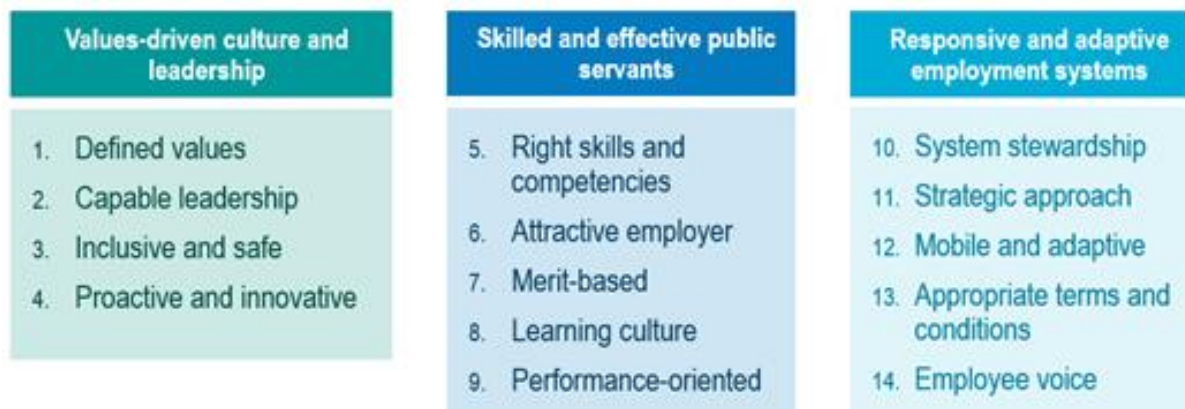 Values-driven culture and
leadership
1. Defined values
2. Capable leadership
3. Inclusive and safe
4. Proactive and innovative
Skilled and effective public
servants
5. Right skills and
competencies
6. Attractive employer
7. Merit-based
8. Learning culture
9. Performance-oriented
Responsive and adaptive
employment systems
10. System stewardship
11. Strategic approach
12. Mobile and adaptive
13. Appropriate terms and
conditions
14. Employee voice